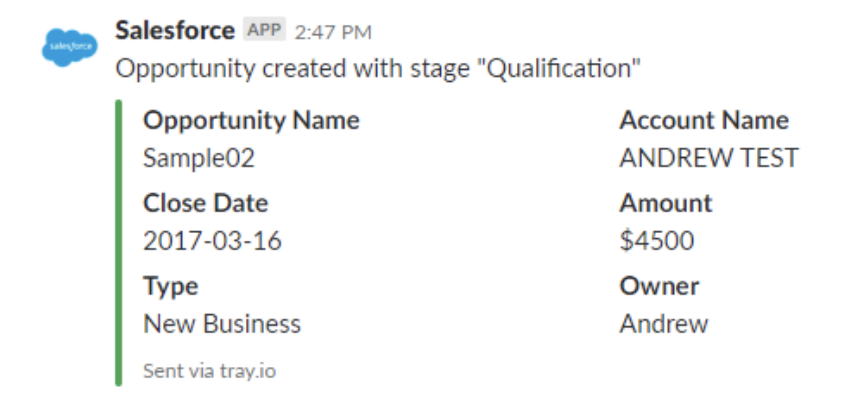 salesforce
Salesforce APP 2:47 PM
Opportunity created with stage "Qualification"
Opportunity Name Account Name
Sample02 ANDREW TEST
Close Date Amount
2017-03-16 $4500
Type Owner
New Business Andrew
Sent via tray.io